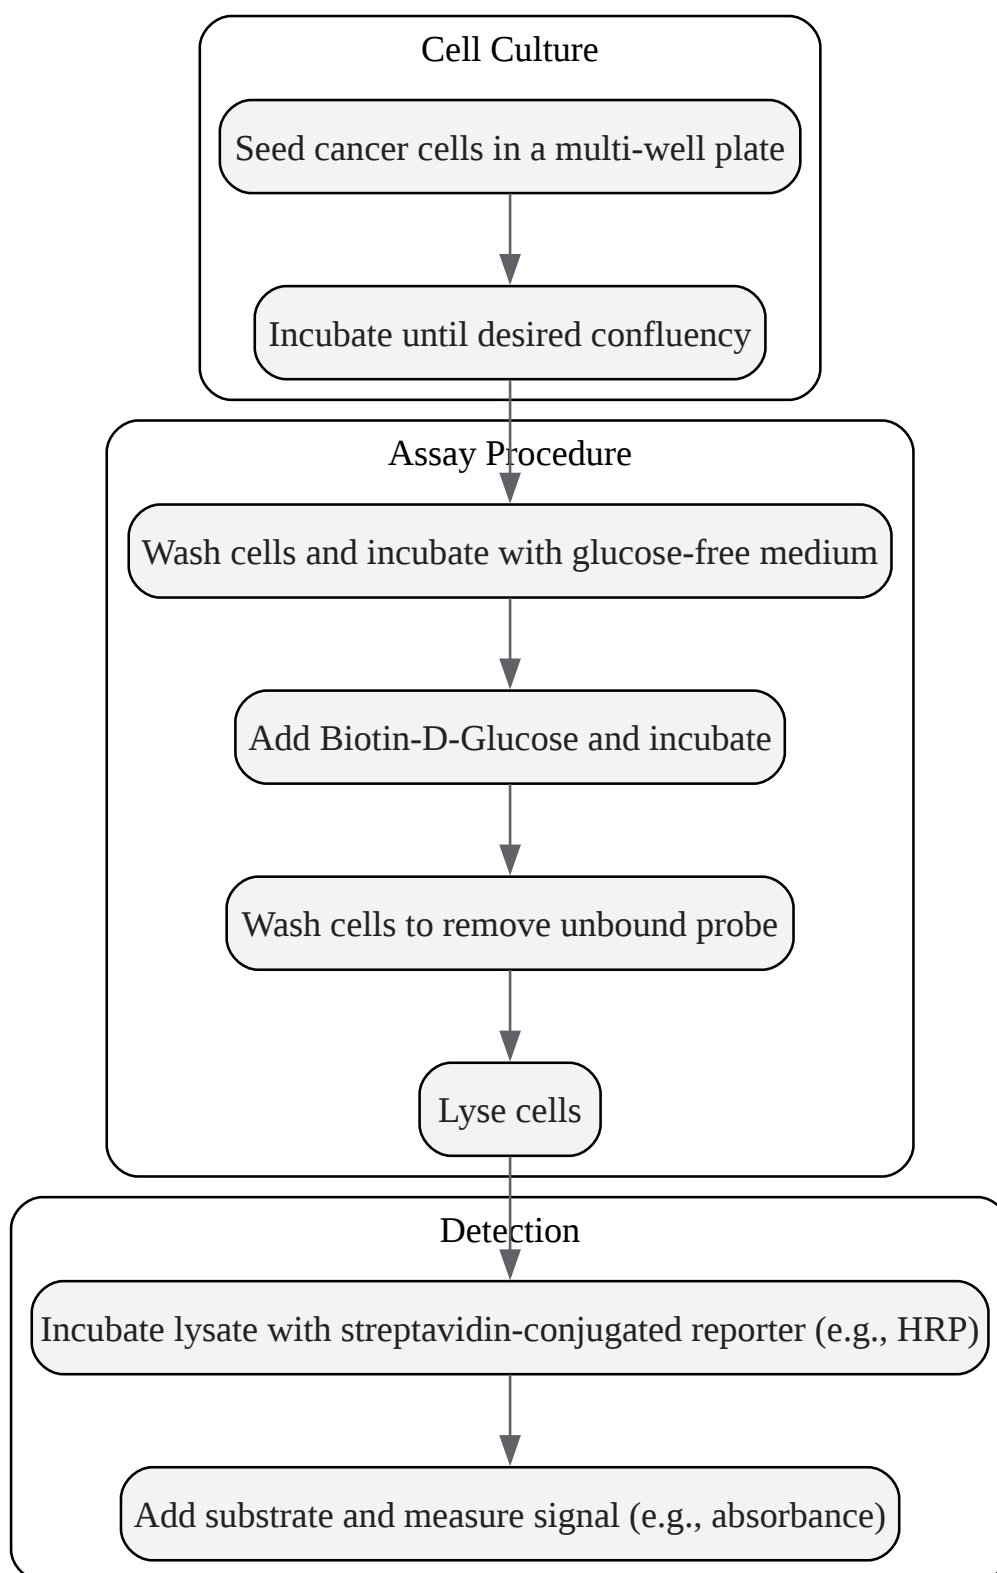 Cell Culture
Seed cancer cells in a multi-well plate
Incubate until desired confluency
Assay Procedure
Wash cells and incubate with glucose-free medium
Add Biotin-D-Glucose and incubate
Wash cells to remove unbound probe
Lyse cells
Detection
Incubate lysate with streptavidin-conjugated reporter (e.g., HRP)
Add substrate and measure signal (e.g., absorbance)